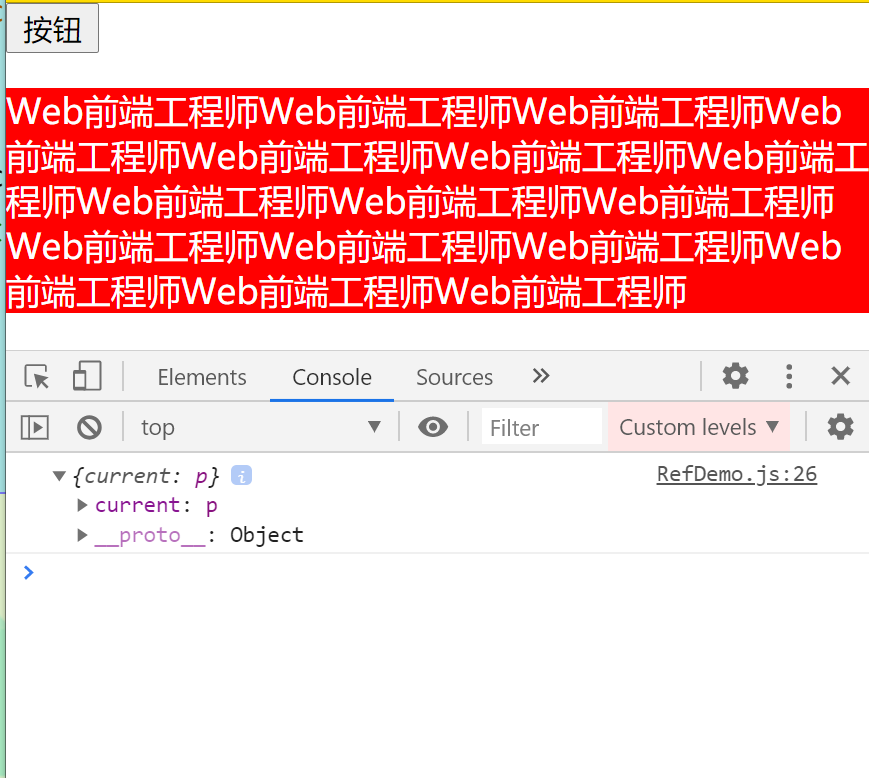 按钮
Web前端工程师Web前端工程师Web前端工程师Web
前端工程师Web前端工程师Web前端工程师Web前端工
程师Web前端工程师Web前端工程师Web前端工程师
Web前端工程师Web前端工程师Web前端工程师Web
前端工程师Web前端工程师Web前端工程师
Elements Console Sources »
top Filter Custom levels
{current: p} i RefDemo.js:26
current: p
__proto__: Object